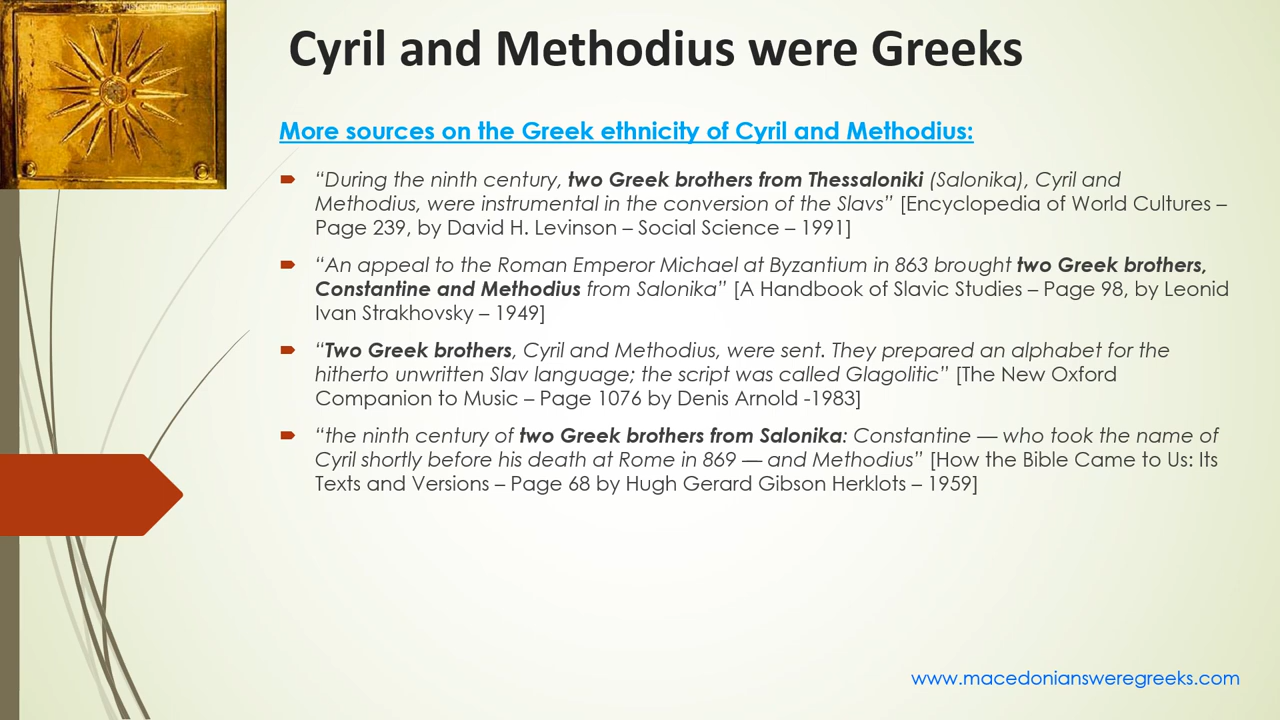 Cyril and Methodius were Greeks
More sources on the Greek ethnicity of Cyril and Methodius:
“During the ninth century, two Greek brothers from Thessaloniki (Salonika), Cyril and
Methodius, were instrumental in the conversion of the Slavs” [Encyclopedia of World Cultures –
Page 239, by David H. Levinson – Social Science – 1991]
“An appeal to the Roman Emperor Michael at Byzantium in 863 brought two Greek brothers,
Constantine and Methodius from Salonika” [A Handbook of Slavic Studies – Page 98, by Leonid
Ivan Strakhovsky – 1949]
“Two Greek brothers, Cyril and Methodius, were sent. They prepared an alphabet for the
hitherto unwritten Slav language; the script was called Glagolitic” [The New Oxford
Companion to Music – Page 1076 by Denis Arnold -1983]
“the ninth century of two Greek brothers from Salonika: Constantine — who took the name of
Cyril shortly before his death at Rome in 869 — and Methodius” [How the Bible Came to Us: Its
Texts and Versions – Page 68 by Hugh Gerard Gibson Herklots – 1959]
www.macedoniansweregreeks.com